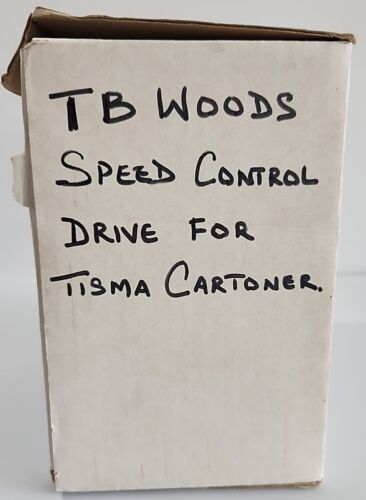 TB WOODS
SPEED CONTROL
DRIVE FOR
TISMA CARTONER.